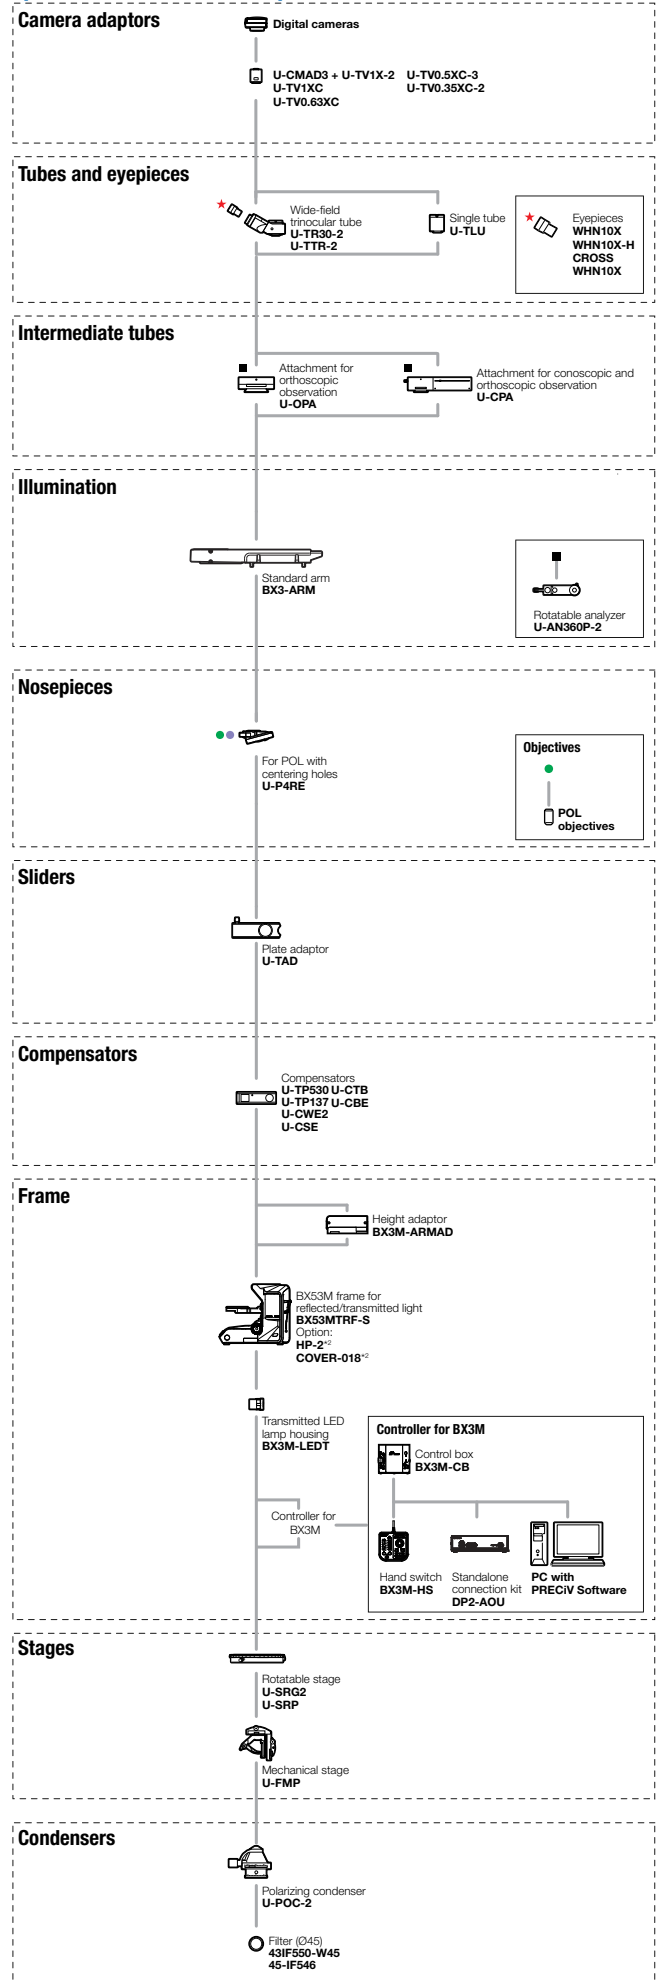 Camera adaptors
Digital cameras
U-CMAD3 + U-TV1X-2 U-TV0.5XC-3
U-TV1XC U-TV0.35XC-2
U-TV0.63XC
Tubes and eyepieces
Wide-field
trinocular tube
U-TR30-2
U-TTR-2
Single tube
U-TLU
Eyepieces
WHN10X
WHN10X-H
CROSS
WHN10X
Intermediate tubes
Attachment for
orthoscopic
observation
U-OPA
Attachment for conoscopic and
orthoscopic observation
U-CPA
Illumination
Standard arm
BX3-ARM
Rotatable analyzer
U-AN360P-2
Nosepieces
For POL with
centering holes
U-P4RE
Objectives
POL
objectives
Sliders
Plate adaptor
U-TAD
Compensators
Compensators
U-TP530 U-CTB
U-TP137 U-CBE
U-CWE2
U-CSE
Frame
Height adaptor
BX3M-ARMAD
BX53M frame for
reflected/transmitted light
BX53MTRF-S
Option:
HP-2*2
COVER-018*2
Transmitted LED
lamp housing
BX3M-LEDT
Controller for
BX3M
Controller for BX3M
Control box
BX3M-CB
Hand switch
BX3M-HS
Standalone
connection kit
DP2-AOU
PC with
PRECiV Software
Stages
Rotatable stage
U-SRG2
U-SRP
Mechanical stage
U-FMP
Condensers
Polarizing condenser
U-POC-2
Filter (Ø45)
43IF550-W45
45-IF546